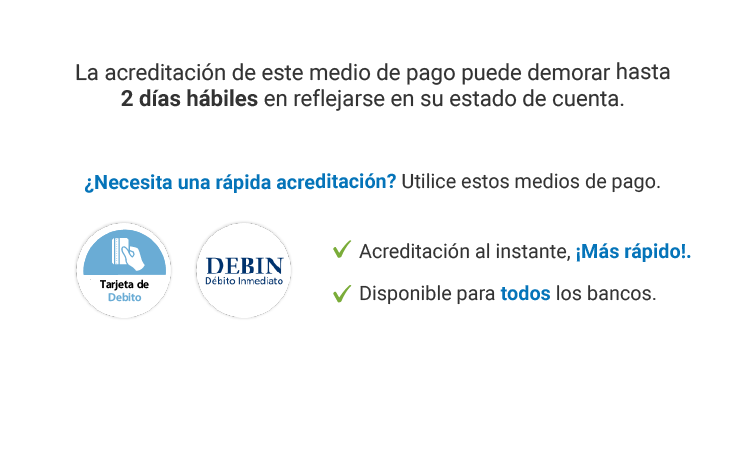 La acreditación de este medio de pago puede demorar hasta
2 días hábiles en reflejarse en su estado de cuenta.
¿Necesita una rápida acreditación? Utilice estos medios de pago.
Tarjeta de
Debito
DEBIN
Débito Inmediato
Acreditación al instante, ¡Más rápido!.
Disponible para todos los bancos.